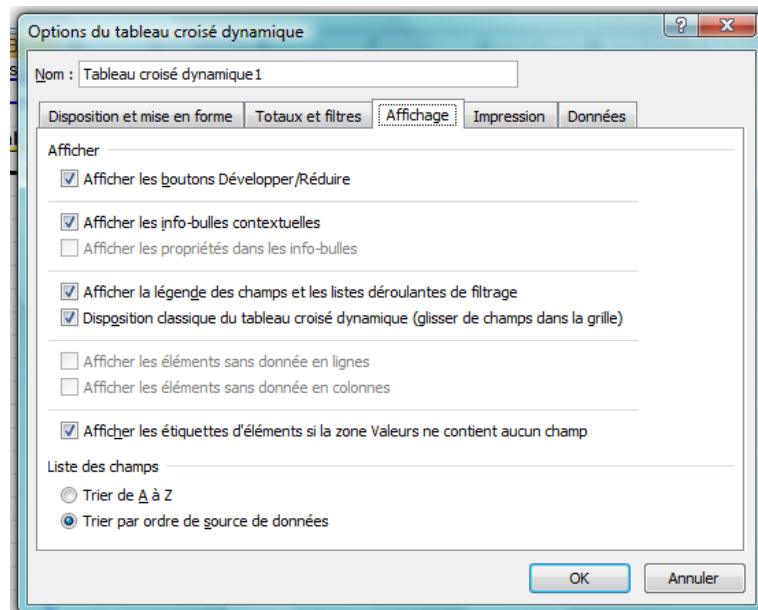 Options du tableau croisé dynamique
Nom : Tableau croisé dynamique1
Disposition et mise en forme Totaux et filtres Affichage Impression Données
Afficher
Afficher les boutons Développer/Réduire
Afficher les info-bulles contextuelles
Afficher les propriétés dans les info-bulles
Afficher la légende des champs et les listes déroulantes de filtrage
Disposition classique du tableau croisé dynamique (glisser de champs dans la grille)
Afficher les éléments sans donnée en lignes
Afficher les éléments sans donnée en colonnes
Afficher les étiquettes d'éléments si la zone Valeurs ne contient aucun champ
Liste des champs
Trier de A à Z
Trier par ordre de source de données
OK Annuler